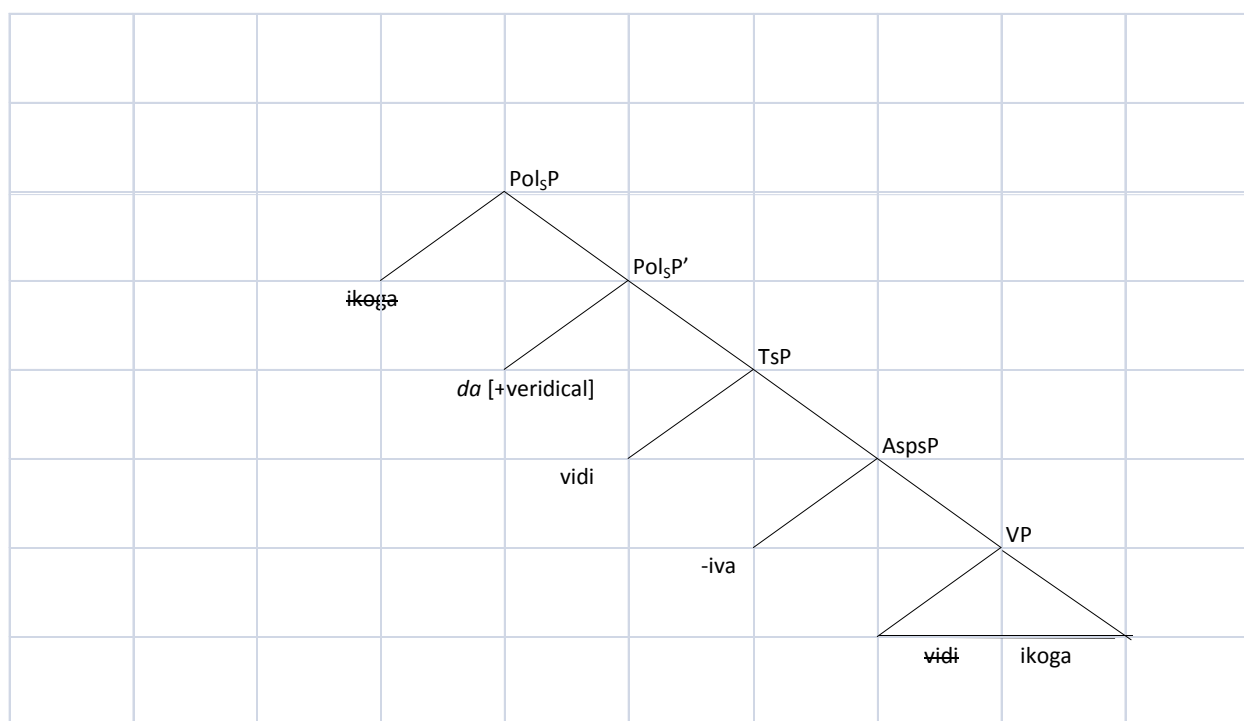 PolSP
ikoga
PolSP’
da [+veridical]
TsP
vidi
AspsP
-iva
VP
vidi ikoga